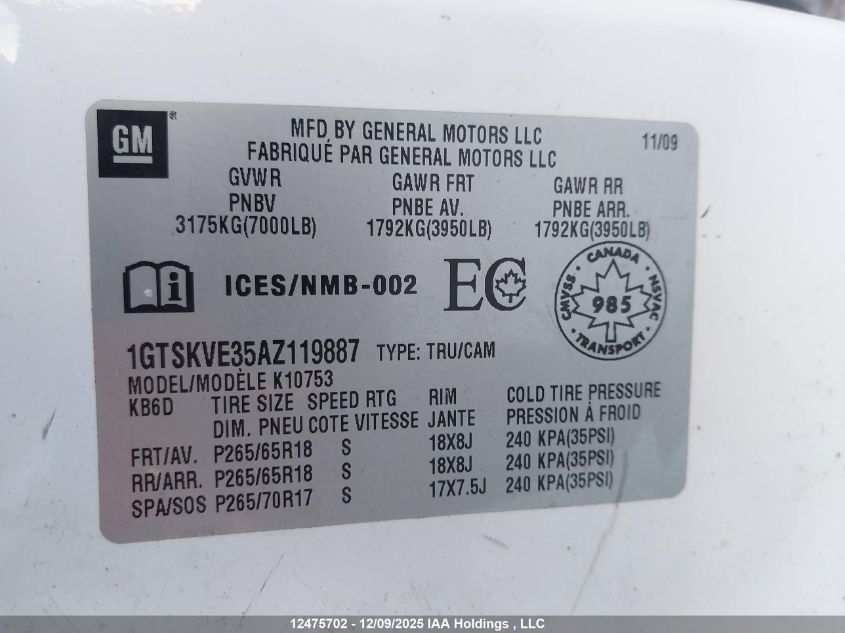 GM
MFD BY GENERAL MOTORS LLC
11/09
FABRIQUÉ PAR GENERAL MOTORS LLC
GVWR GAWR FRT GAWR RR
PNBV PNBE AV. PNBE ARR.
3175KG(7000LB) 1792KG(3950LB) 1792KG(3950LB)
i ICES/NMB-002 EC
CANADA
CMVSS NSVAC
985
TRANSPORT
1GTSKVE35AZ119887 TYPE: TRU/CAM
MODEL/MODÈLE K10753
KB6D TIRE SIZE SPEED RTG RIM COLD TIRE PRESSURE
DIM. PNEU COTE VITESSE JANTE PRESSION À FROID
FRT/AV. P265/65R18 S 18X8J 240 KPA(35PSI)
RR/ARR. P265/65R18 S 18X8J 240 KPA(35PSI)
SPA/SOS P265/70R17 S 17X7.5J 240 KPA(35PSI)
12475702 - 12/09/2025 IAA Holdings , LLC